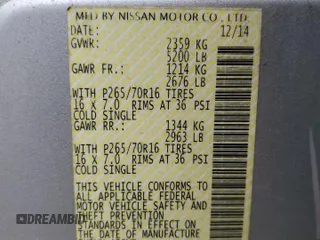 MFD BY NISSAN MOTOR CO., LTD.
DATE: 12/14
GVWR: 2359 KG
5200 LB
GAWR FR.: 1214 KG
2676 LB
WITH P265/70R16 TIRES
16 X 7.0 RIMS AT 36 PSI
COLD SINGLE
GAWR RR.: 1344 KG
2963 LB
WITH P265/70R16 TIRES
16 X 7.0 RIMS AT 36 PSI
COLD SINGLE
THIS VEHICLE CONFORMS TO
ALL APPLICABLE FEDERAL
MOTOR VEHICLE SAFETY AND
THEFT PREVENTION
STANDARDS IN EFFECT ON
THE DATE OF MANUFACTURE
DREAMBID